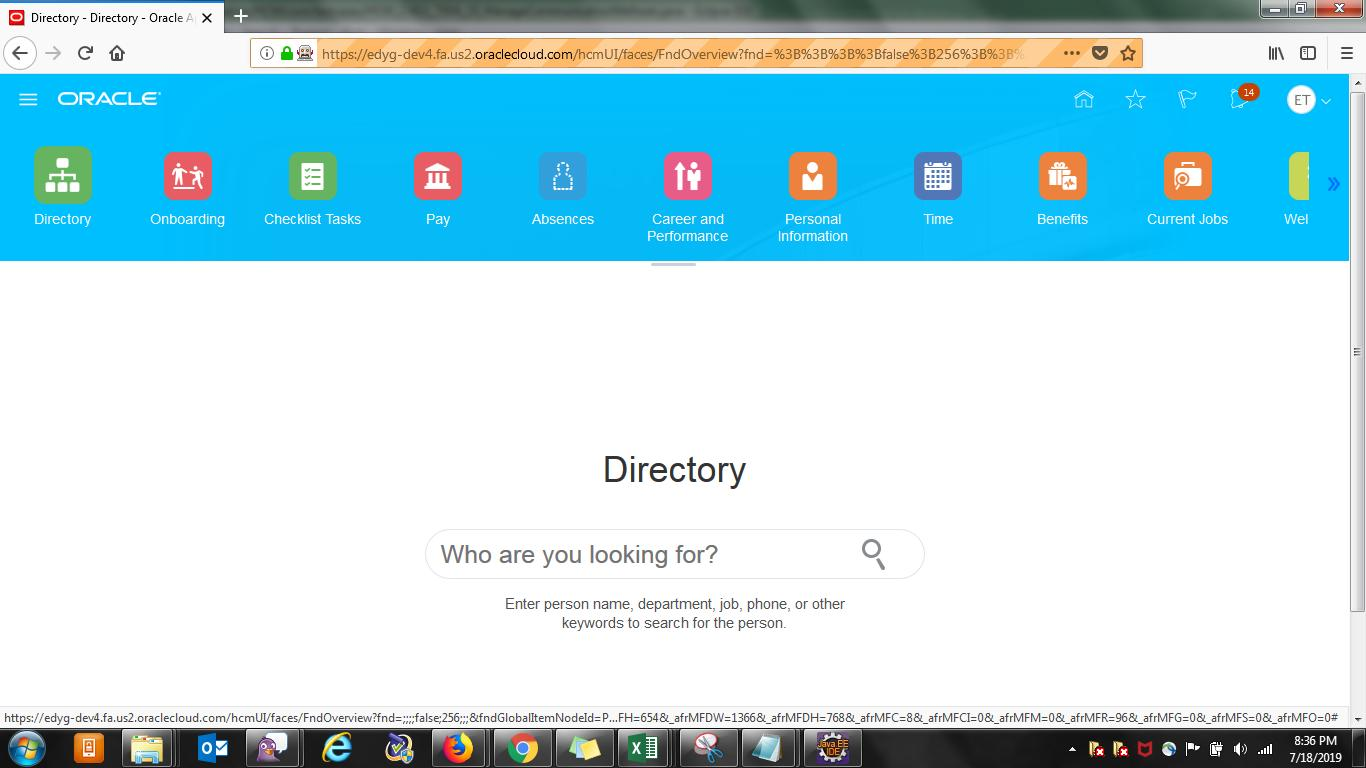 Directory - Directory - Oracle A
https://edyg-dev4.fa.us2.oraclecloud.com/hcmUI/faces/FndOverview?fnd=%3B%3B%3B%3Bfalse%3B256%3B%3B%
ORACLE
14
ET
Directory
Onboarding
Checklist Tasks
Pay
Absences
Career and
Performance
Personal
Information
Time
Benefits
Current Jobs
Wel
Directory
Who are you looking for?
Enter person name, department, job, phone, or other
keywords to search for the person.
https://edyg-dev4.fa.us2.oraclecloud.com/hcmUI/faces/FndOverview?fnd=;;;;false;256;;;&fndGlobalItemNodeId=P...FH=654&_afrMFDW=1366&_afrMFDH=768&_afrMFC=8&_afrMFCI=0&_afrMFM=0&_afrMFR=96&_afrMFG=0&_afrMFS=0&_afrMFO=0#
Java EE
IDE
8:36 PM
7/18/2019